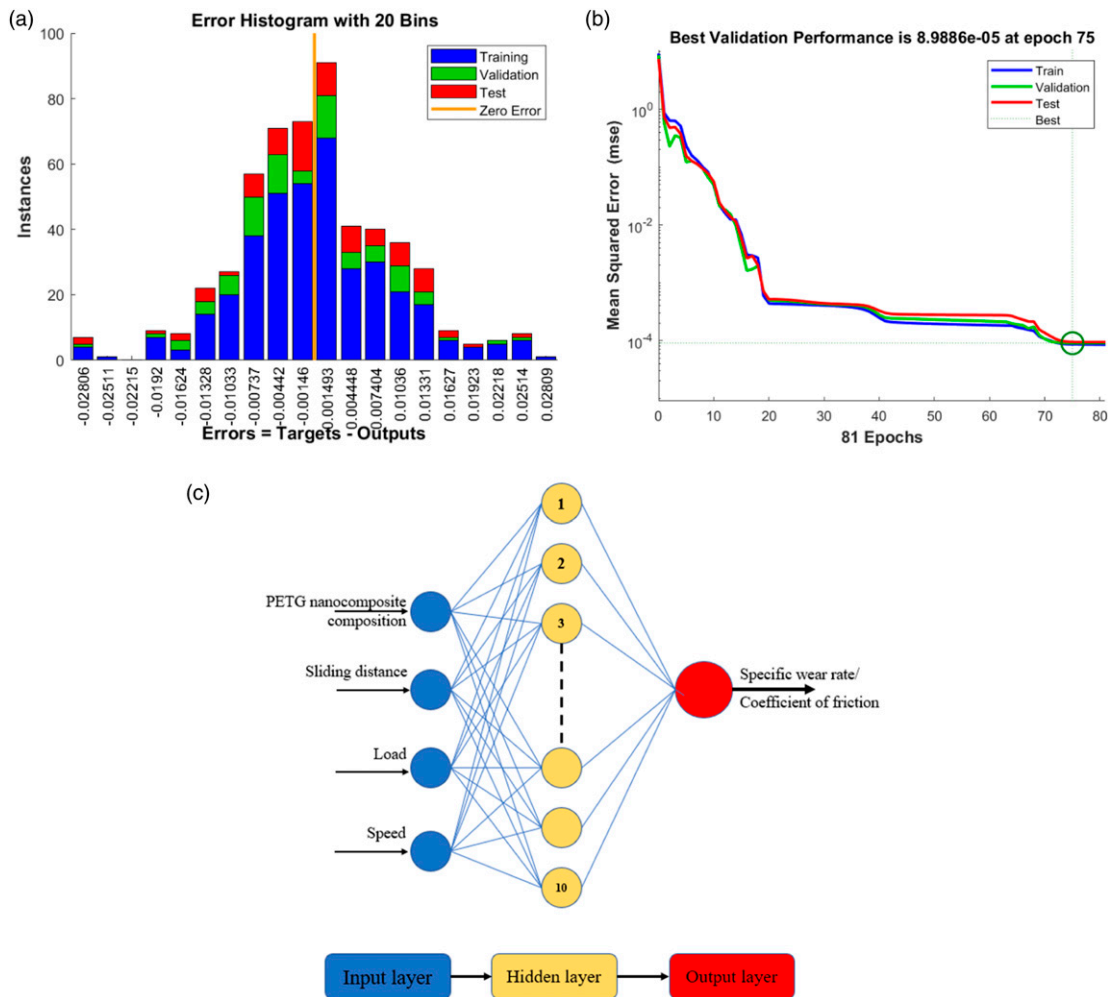 (a)
Error Histogram with 20 Bins
Instances
100
80
60
40
20
0
Training
Validation
Test
Zero Error
-0.02806
-0.02511
-0.02215
-0.0192
-0.01624
-0.01328
-0.01033
-0.00737
-0.00442
-0.00146
0.001493
0.004448
0.007404
0.01036
0.01331
0.01627
0.01923
0.02218
0.02514
0.02809
Errors = Targets - Outputs
(b)
Best Validation Performance is 8.9886e-05 at epoch 75
Mean Squared Error (mse)
10^0
10^-2
10^-4
Train
Validation
Test
Best
0 10 20 30 40 50 60 70 80
81 Epochs
(c)
PETG nanocomposite
composition
Sliding distance
Load
Speed
1
2
3
10
Specific wear rate/
Coefficient of friction
Input layer
Hidden layer
Output layer